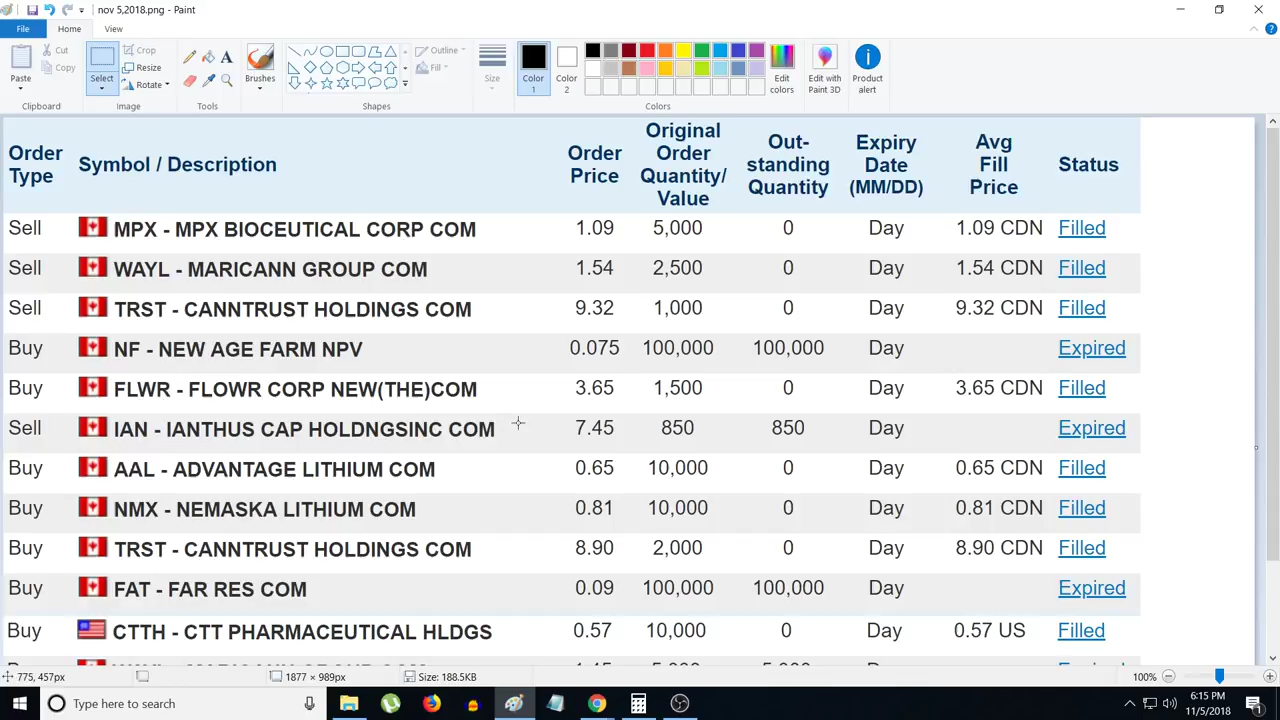 nov 5,2018.png - Paint
File Home View
Paste
Cut
Copy
Clipboard
Select
Crop
Resize
Rotate
Image
Tools
Brushes
Shapes
Outline
Fill
Size
Color 1
Color 2
Colors
Edit colors
Edit with Paint 3D
Product alert
Order Type Symbol / Description Order Price Original Order Quantity/ Value Out- standing Quantity Expiry Date (MM/DD) Avg Fill Price Status
Sell MPX - MPX BIOCEUTICAL CORP COM 1.09 5,000 0 Day 1.09 CDN Filled
Sell WAYL - MARICANN GROUP COM 1.54 2,500 0 Day 1.54 CDN Filled
Sell TRST - CANNTRUST HOLDINGS COM 9.32 1,000 0 Day 9.32 CDN Filled
Buy NF - NEW AGE FARM NPV 0.075 100,000 100,000 Day Expired
Buy FLWR - FLOWR CORP NEW(THE)COM 3.65 1,500 0 Day 3.65 CDN Filled
Sell IAN - IANTHUS CAP HOLDNGSINC COM 7.45 850 850 Day Expired
Buy AAL - ADVANTAGE LITHIUM COM 0.65 10,000 0 Day 0.65 CDN Filled
Buy NMX - NEMASKA LITHIUM COM 0.81 10,000 0 Day 0.81 CDN Filled
Buy TRST - CANNTRUST HOLDINGS COM 8.90 2,000 0 Day 8.90 CDN Filled
Buy FAT - FAR RES COM 0.09 100,000 100,000 Day Expired
Buy CTTH - CTT PHARMACEUTICAL HLDGS 0.57 10,000 0 Day 0.57 US Filled
775, 457px 1877 × 989px Size: 188.5KB 100%
Type here to search
6:15 PM
11/5/2018